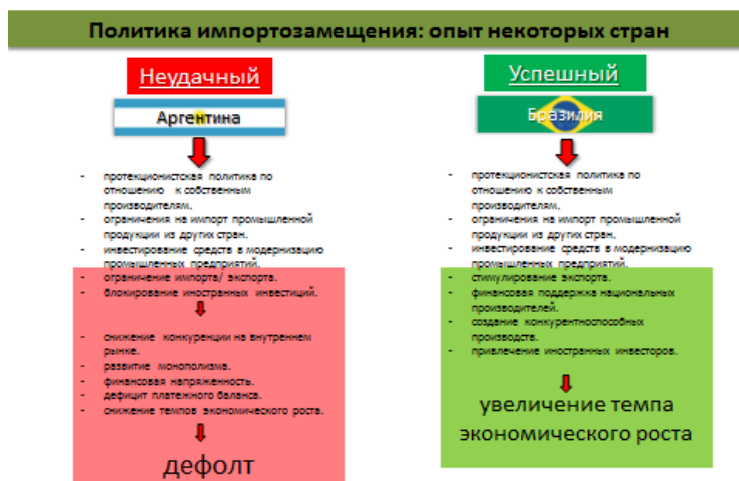 Политика импортозамещения: опыт некоторых стран
Неудачный
Аргентина
- протекционистская политика по
отношению к собственным
производителям.
- ограничения на импорт промышленной
продукции из других стран.
- инвестирование средств в модернизацию
промышленных предприятий.
- ограничение импорта/ экспорта.
- блокирование иностранных инвестиций.
- снижение конкуренции на внутреннем
рынке.
- развитие монополизма.
- финансовая напряженность.
- дефицит платежного баланса.
- снижение темпов экономического роста.
дефолт
Успешный
Бразилия
- протекционистская политика по
отношению к собственным
производителям.
- ограничения на импорт промышленной
продукции из других стран.
- инвестирование средств в модернизацию
промышленных предприятий.
- стимулирование экспорта.
- финансовая поддержка национальных
производителей.
- создание конкурентноспособных
производств.
- привлечение иностранных инвесторов.
увеличение темпа
экономического роста